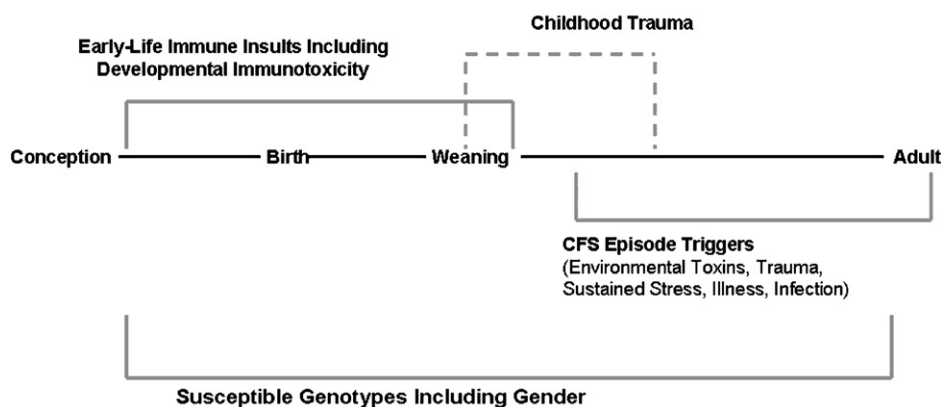 Childhood Trauma
Early-Life Immune Insults Including
Developmental Immunotoxicity
Conception Birth Weaning Adult
CFS Episode Triggers
(Environmental Toxins, Trauma,
Sustained Stress, Illness, Infection)
Susceptible Genotypes Including Gender